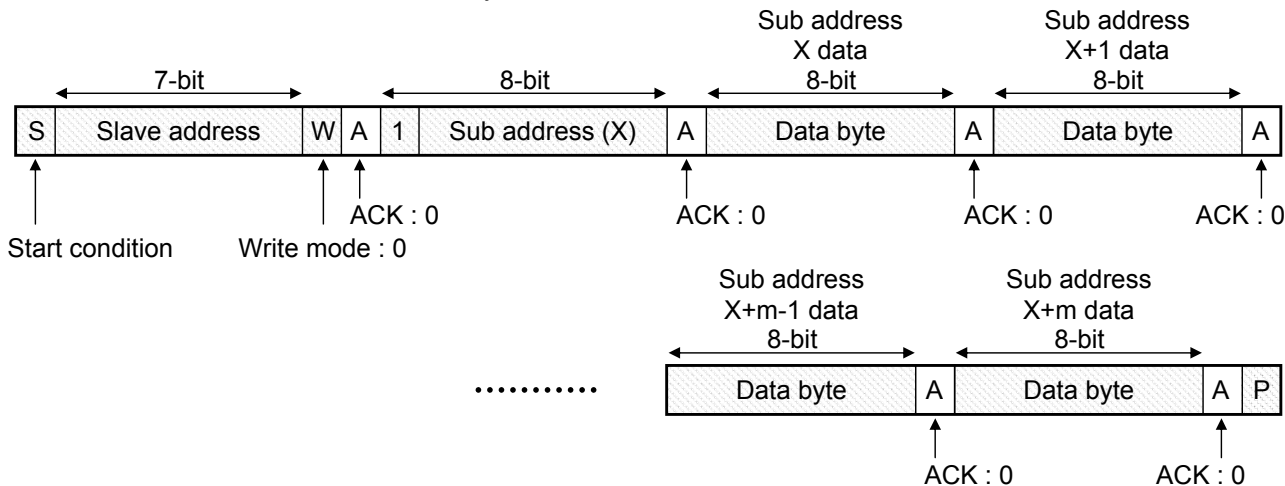 Sub address
X data
8-bit
Sub address
X+1 data
8-bit
7-bit
8-bit
S Slave address W A 1 Sub address (X) A Data byte A Data byte A
ACK : 0 ACK : 0 ACK : 0 ACK : 0
Start condition Write mode : 0
Sub address
X+m-1 data
8-bit
Sub address
X+m data
8-bit
Data byte A Data byte A P
ACK : 0 ACK : 0